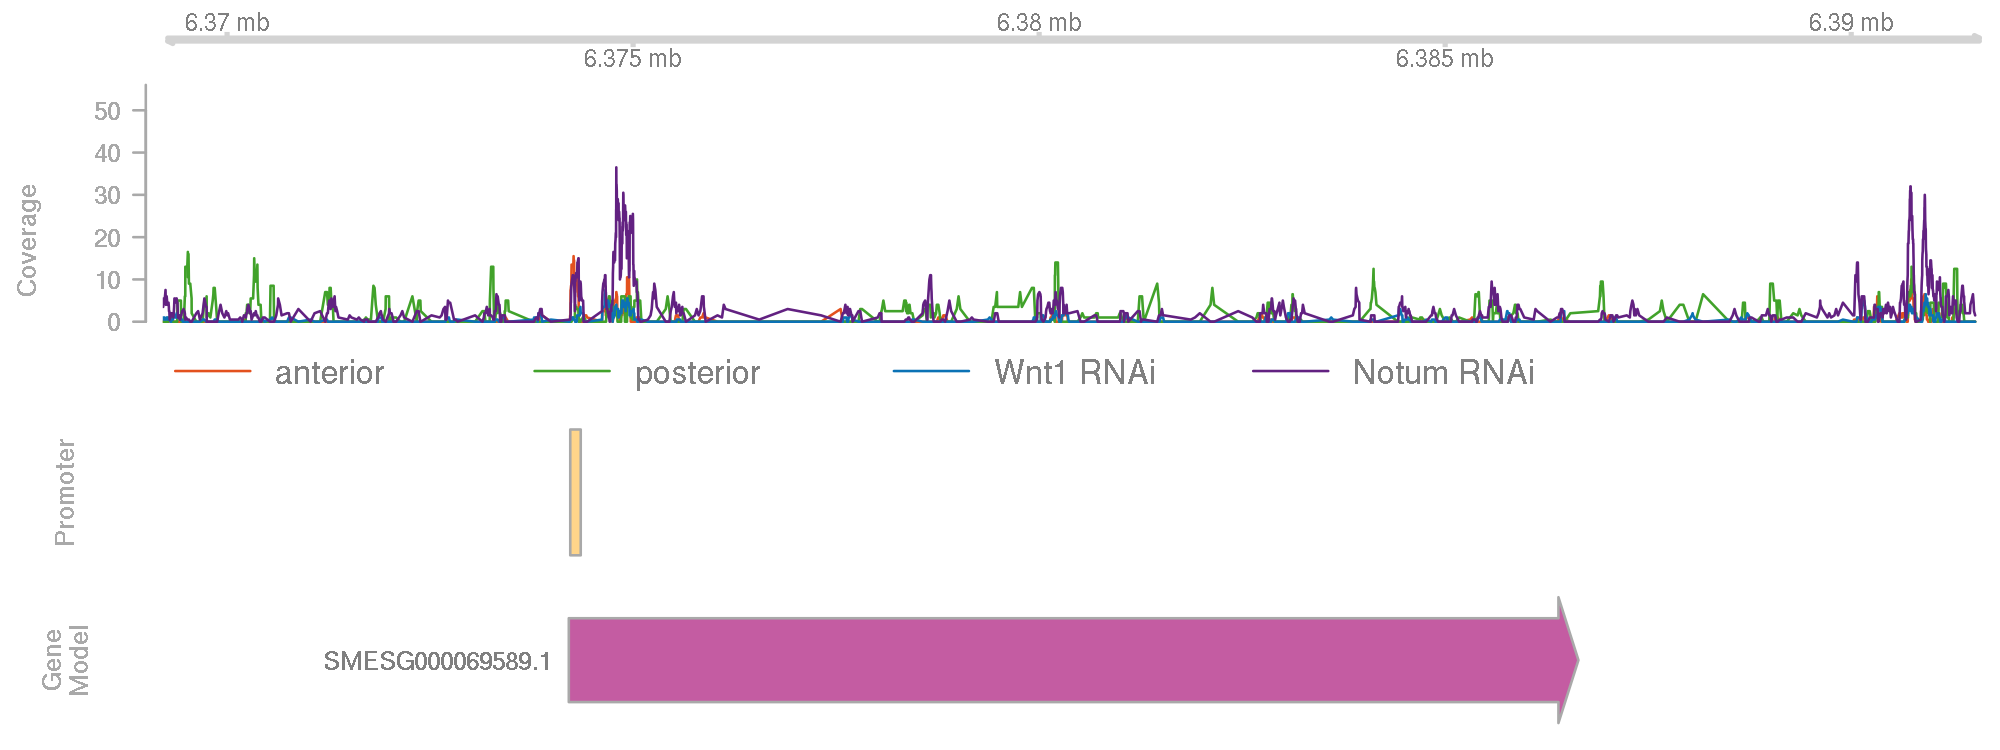 6.37 mb 6.38 mb 6.39 mb
6.375 mb 6.385 mb
Coverage
50
40
30
20
10
0
anterior posterior Wnt1 RNAi Notum RNAi
Promoter
Gene
Model
SMESG000069589.1